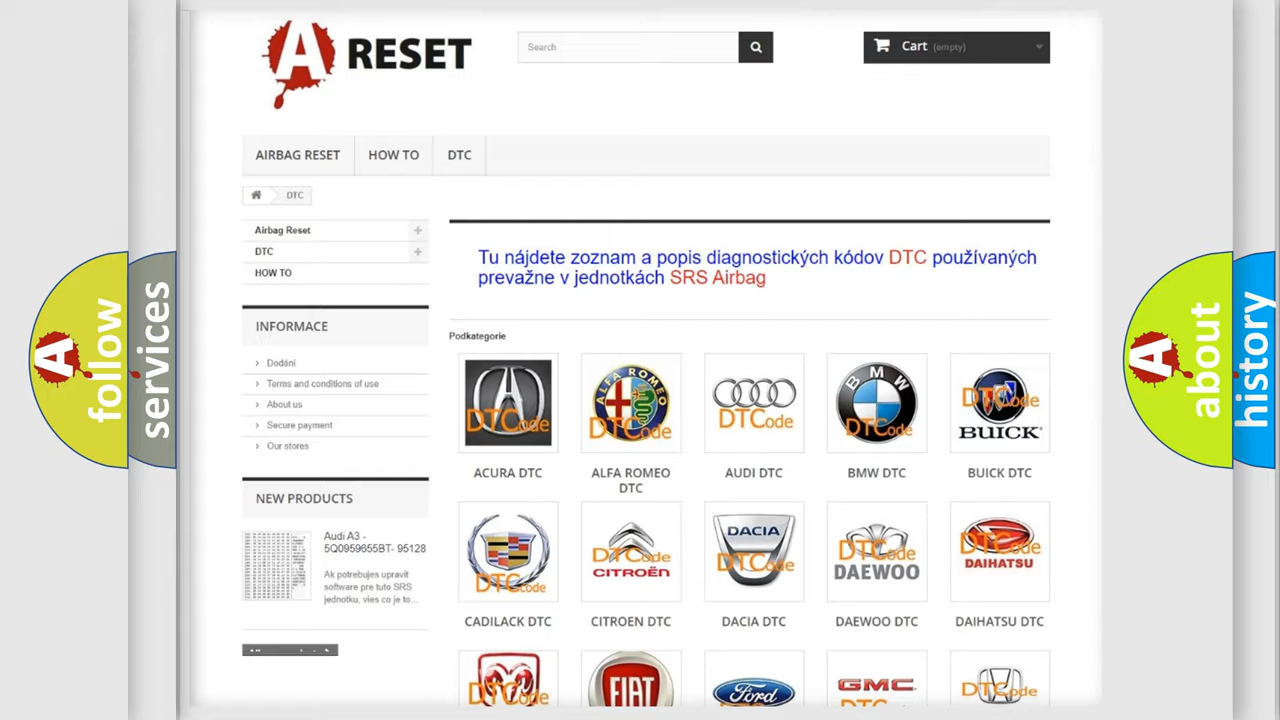 A RESET
Search
Cart (empty)
AIRBAG RESET
HOW TO
DTC
DTC
Airbag Reset
DTC
HOW TO
INFORMACE
Dodání
Terms and conditions of use
About us
Secure payment
Our stores
NEW PRODUCTS
Audi A3 -
5Q0959655BT- 95128
Ak potrebujes upravit
software pre tuto SRS
jednotku, vies co je to...
Tu nájdete zoznam a popis diagnostických kódov DTC používaných
prevažne v jednotkách SRS Airbag
Podkategorie
DTCode
ALFA ROMEO
DTCode
DTCode
BMW
DTCode
DTCode
BUICK
ACURA DTC
ALFA ROMEO
DTC
AUDI DTC
BMW DTC
BUICK DTC
DTCode
DTCode
CITROËN
DACIA
DTCode
DTCode
DAEWOO
DTCode
DAIHATSU
CADILACK DTC
CITROEN DTC
DACIA DTC
DAEWOO DTC
DAIHATSU DTC
DTCode
FIAT
Ford
GMC
DTCode
A follow
services
A about
history